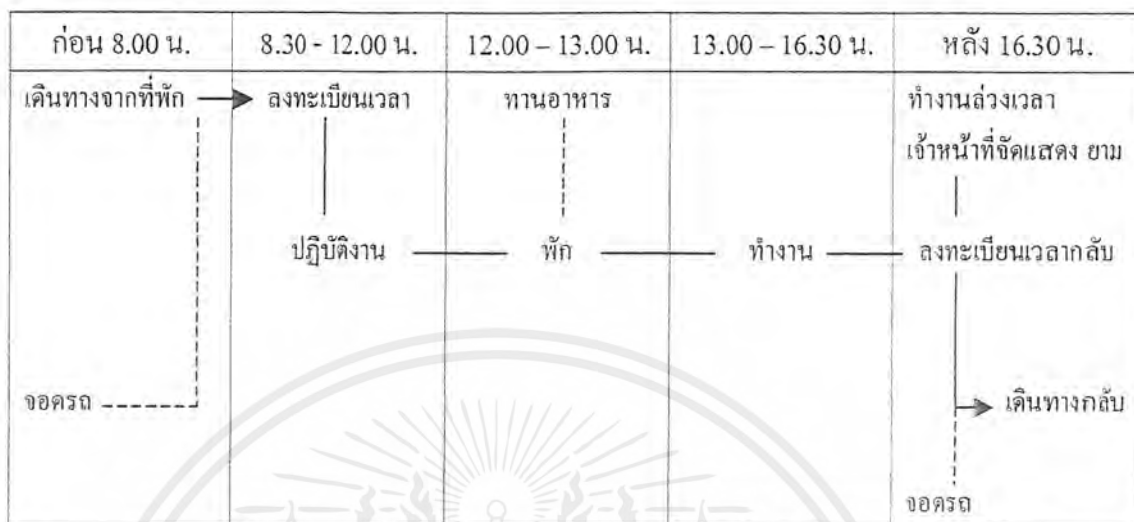 ก่อน 8.00 น. 8.30 - 12.00 น. 12.00 – 13.00 น. 13.00 – 16.30 น. หลัง 16.30 น.
เดินทางจากที่พัก ลงทะเบียนเวลา ทานอาหาร ทำงานล่วงเวลา
เจ้าหน้าที่จัดแสดง ยาม
ปฏิบัติงาน พัก ทำงาน ลงทะเบียนเวลากลับ
จอดรถ เดินทางกลับ
จอดรถ